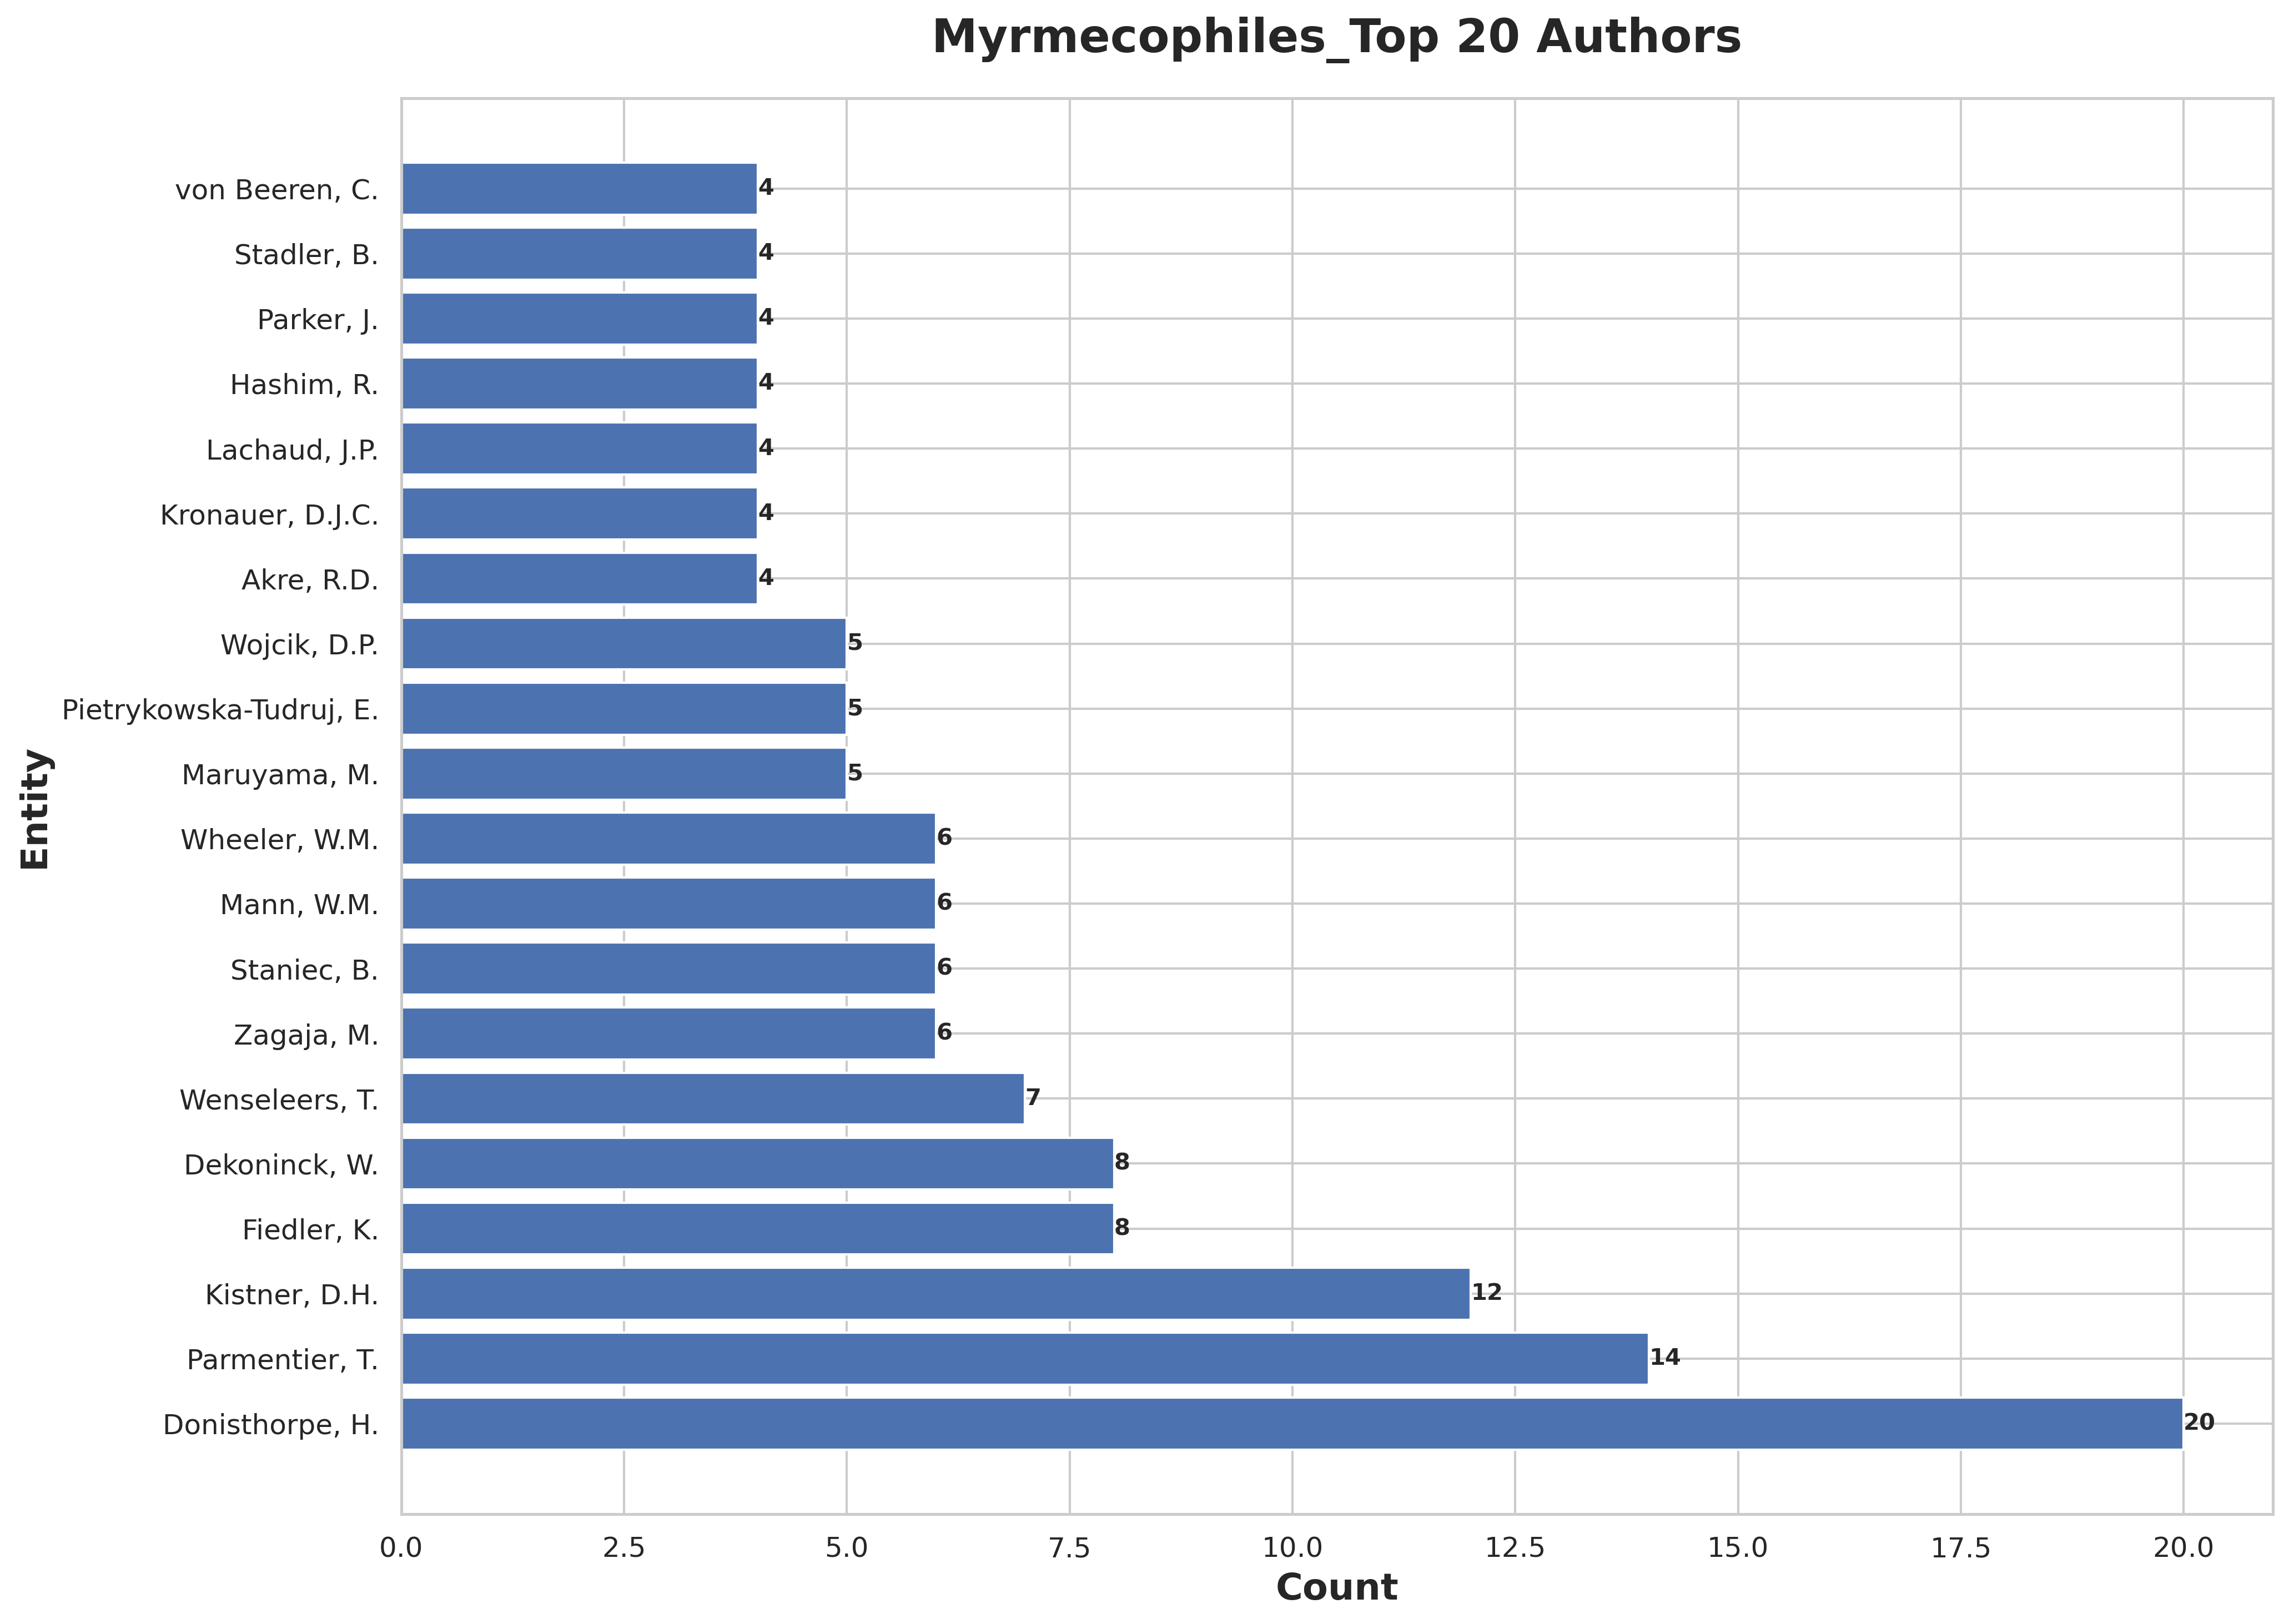 Myrmecophiles_Top 20 Authors
von Beeren, C. 4
Stadler, B. 4
Parker, J. 4
Hashim, R. 4
Lachaud, J.P. 4
Kronauer, D.J.C. 4
Akre, R.D. 4
Wojcik, D.P. 5
Pietrykowska-Tudruj, E. 5
Maruyama, M. 5
Wheeler, W.M. 6
Mann, W.M. 6
Staniec, B. 6
Zagaja, M. 6
Wenseleers, T. 7
Dekoninck, W. 8
Fiedler, K. 8
Kistner, D.H. 12
Parmentier, T. 14
Donisthorpe, H. 20
Entity
0.0 2.5 5.0 7.5 10.0 12.5 15.0 17.5 20.0
Count